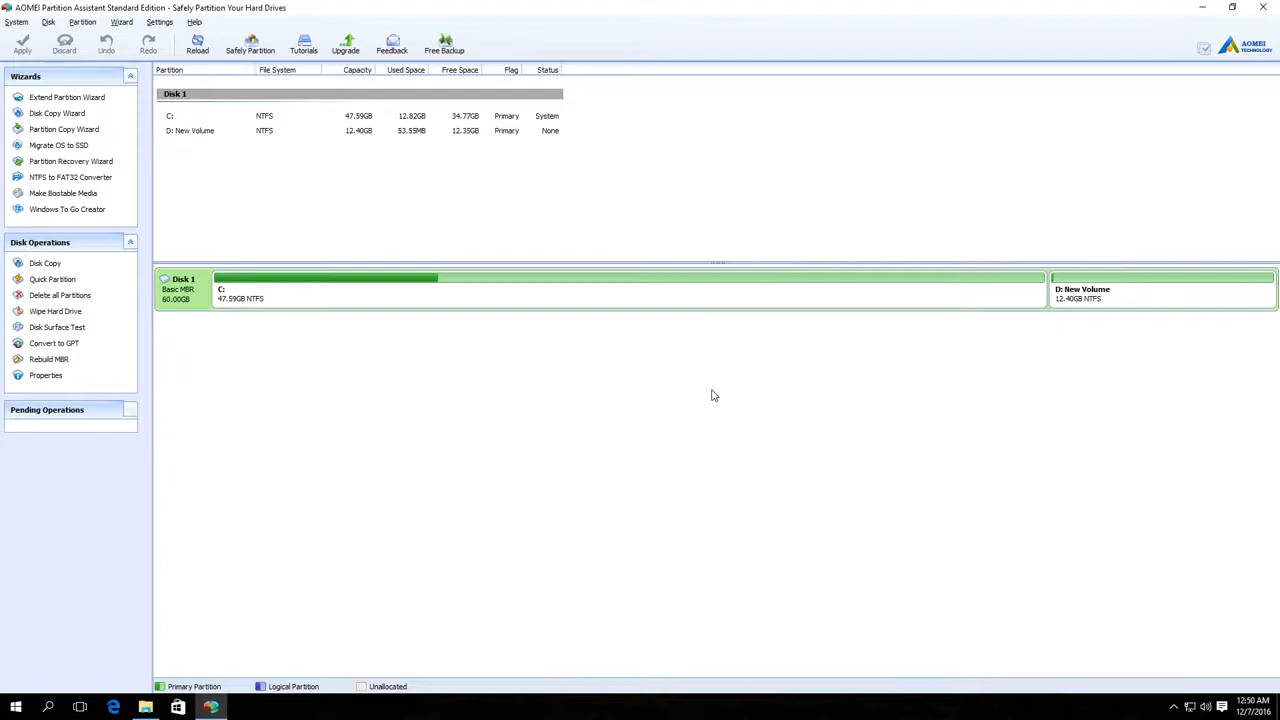 AOMEI Partition Assistant Standard Edition - Safely Partition Your Hard Drives
System Disk Partition Wizard Settings Help
Apply Discard Undo Redo Reload Safely Partition Tutorials Upgrade Feedback Free Backup
AOMEI
TECHNOLOGY
Wizards
Extend Partition Wizard
Disk Copy Wizard
Partition Copy Wizard
Migrate OS to SSD
Partition Recovery Wizard
NTFS to FAT32 Converter
Make Bootable Media
Windows To Go Creator
Disk Operations
Disk Copy
Quick Partition
Delete all Partitions
Wipe Hard Drive
Disk Surface Test
Convert to GPT
Rebuild MBR
Properties
Pending Operations
Partition File System Capacity Used Space Free Space Flag Status
Disk 1
C: NTFS 47.59GB 12.82GB 34.77GB Primary System
D: New Volume NTFS 12.40GB 53.55MB 12.35GB Primary None
Disk 1
Basic MBR
60.00GB
C:
47.59GB NTFS
D: New Volume
12.40GB NTFS
Primary Partition Logical Partition Unallocated
12:50 AM
12/7/2016